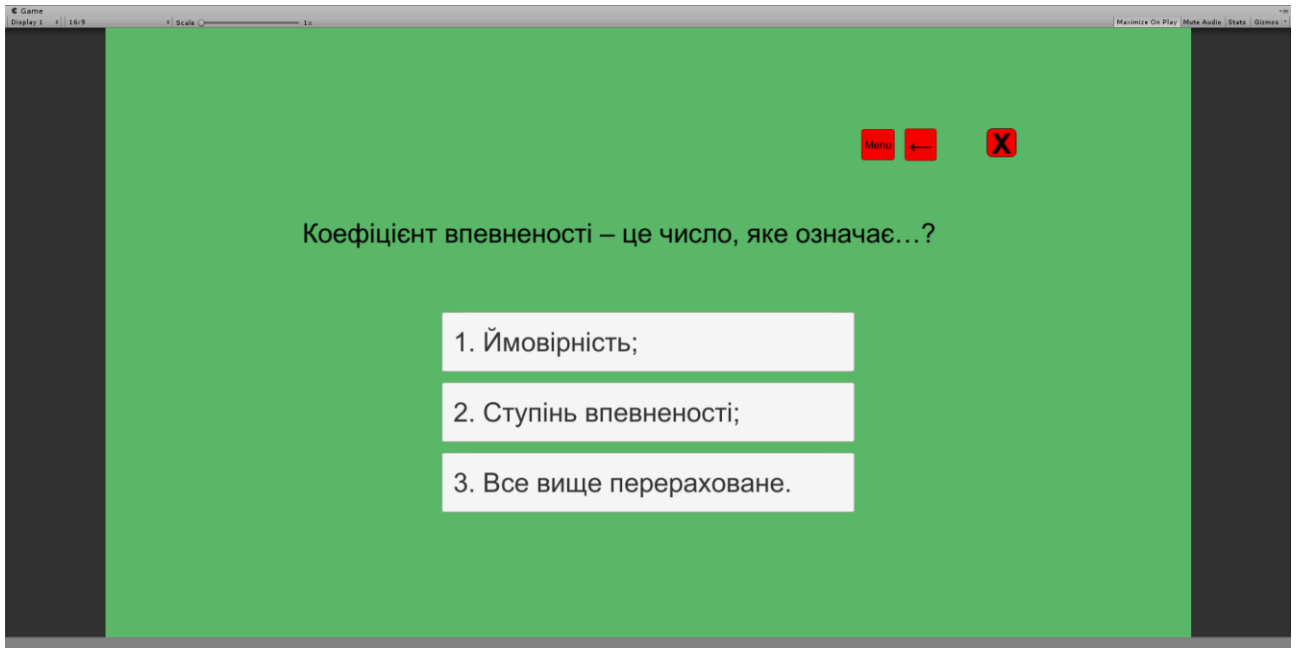 Game
Display 1 16:9 Scale 1x Maximize On Play Mute Audio Stats Gizmos
Menu ← X
Коефіцієнт впевненості – це число, яке означає…?
1. Ймовірність;
2. Ступінь впевненості;
3. Все вище перераховане.